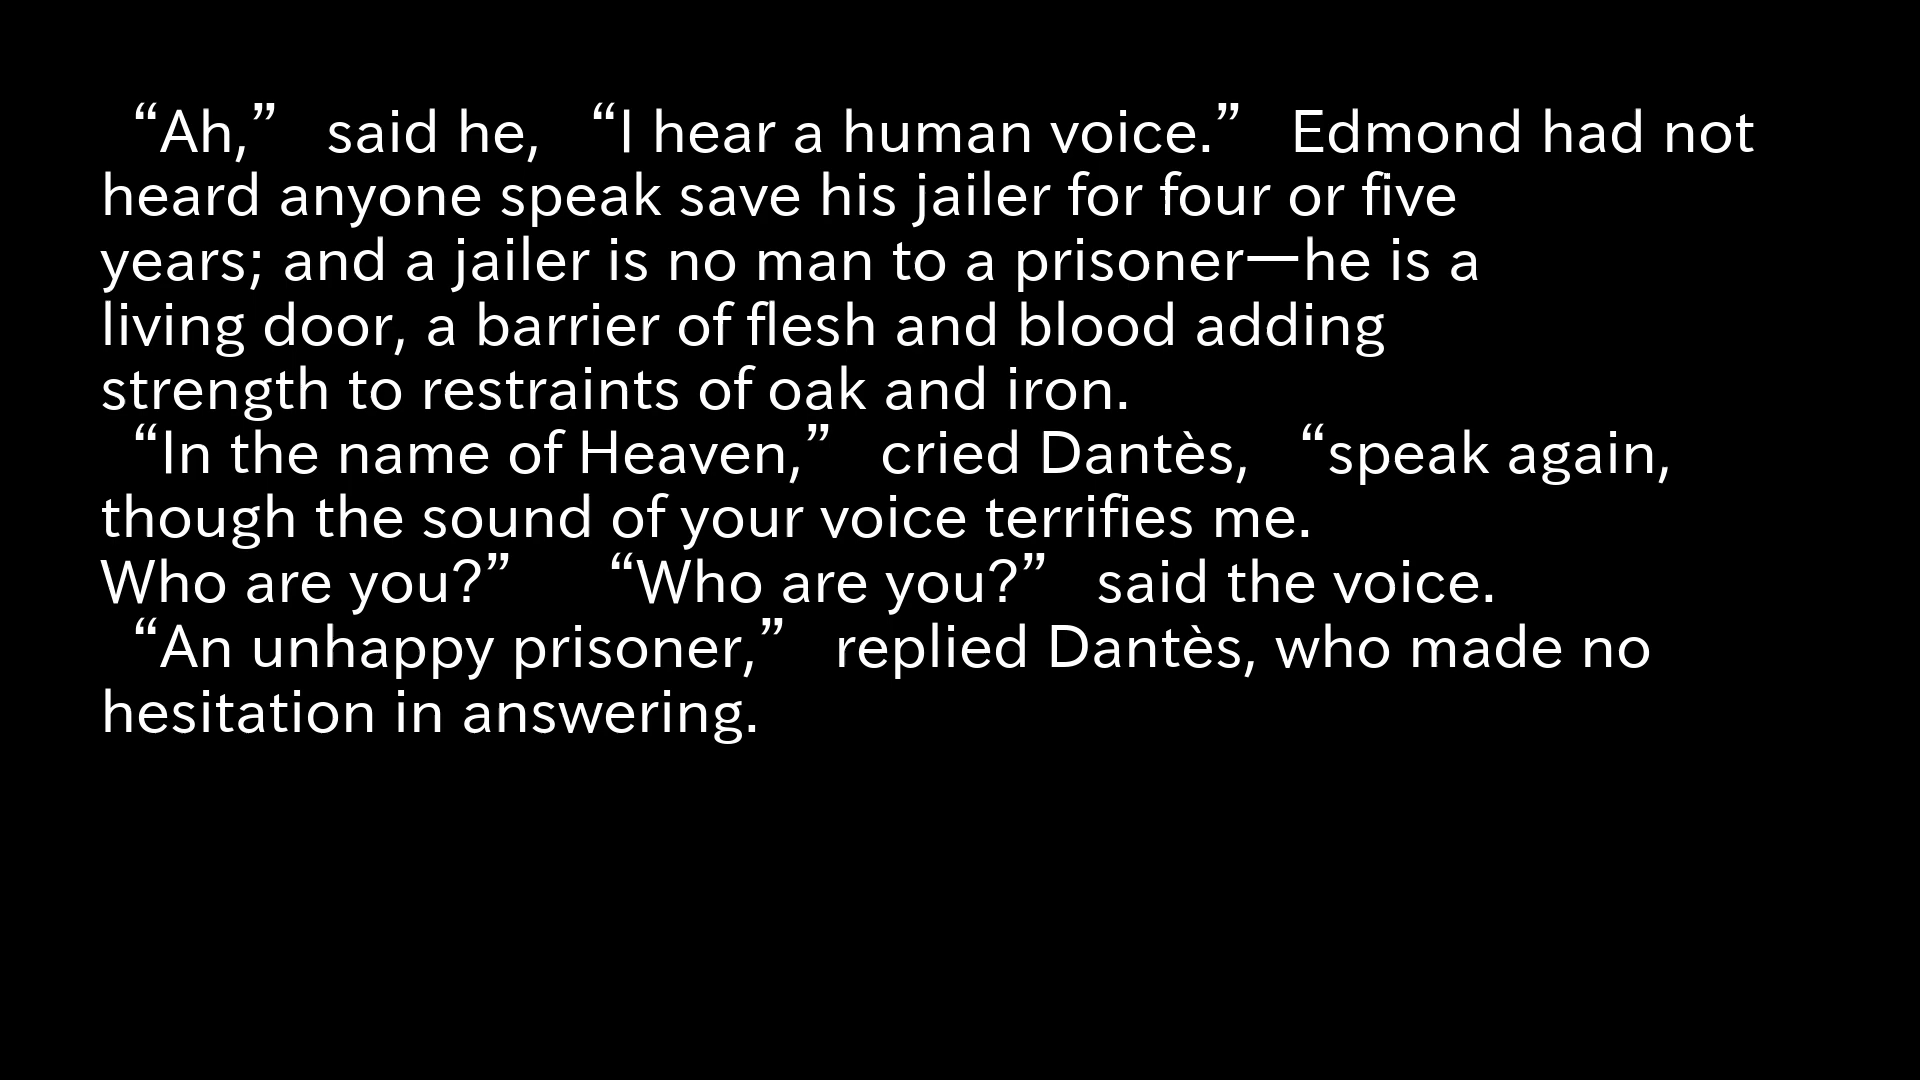 “Ah,” said he, “I hear a human voice.” Edmond had not
heard anyone speak save his jailer for four or five
years; and a jailer is no man to a prisoner—he is a
living door, a barrier of flesh and blood adding
strength to restraints of oak and iron.
“In the name of Heaven,” cried Dantès, “speak again,
though the sound of your voice terrifies me.
Who are you?” “Who are you?” said the voice.
“An unhappy prisoner,” replied Dantès, who made no
hesitation in answering.